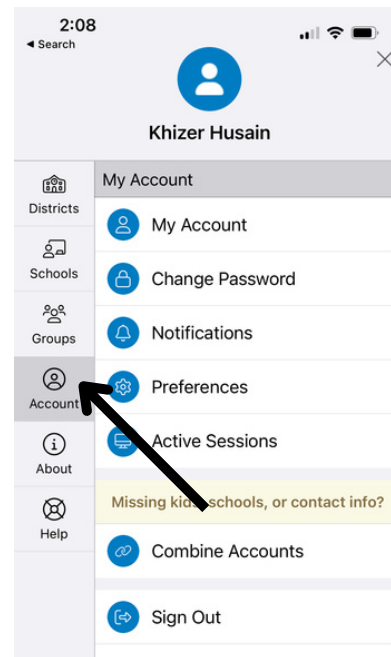 2:08
◀ Search
Khizer Husain
Districts
Schools
Groups
Account
About
Help
My Account
My Account
Change Password
Notifications
Preferences
Active Sessions
Missing kids, schools, or contact info?
Combine Accounts
Sign Out